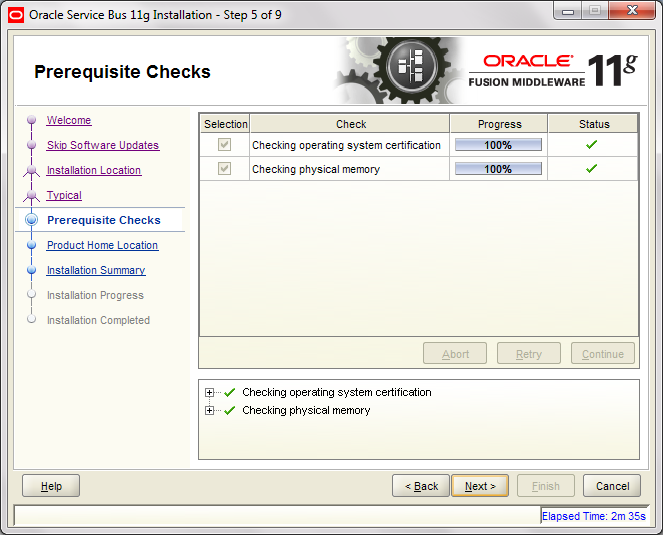 Oracle Service Bus 11g Installation - Step 5 of 9
Prerequisite Checks
ORACLE
FUSION MIDDLEWARE 11g
Welcome
Skip Software Updates
Installation Location
Typical
Prerequisite Checks
Product Home Location
Installation Summary
Installation Progress
Installation Completed
Selection Check Progress Status
Checking operating system certification 100%
Checking physical memory 100%
Abort Retry Continue
Checking operating system certification
Checking physical memory
Help < Back Next > Finish Cancel
Elapsed Time: 2m 35s